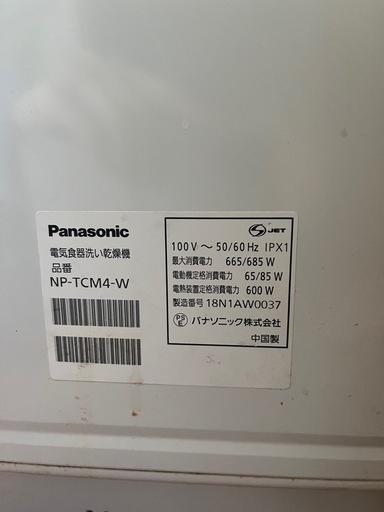 Panasonic
電気食器洗い乾燥機
品番
NP-TCM4-W
S JET
100 V ～ 50/60 Hz IPX1
最大消費電力 665/685 W
電動機定格消費電力 65/85 W
電熱装置定格消費電力 600 W
製造番号 18N1AW0037
PS E パナソニック株式会社
中国製